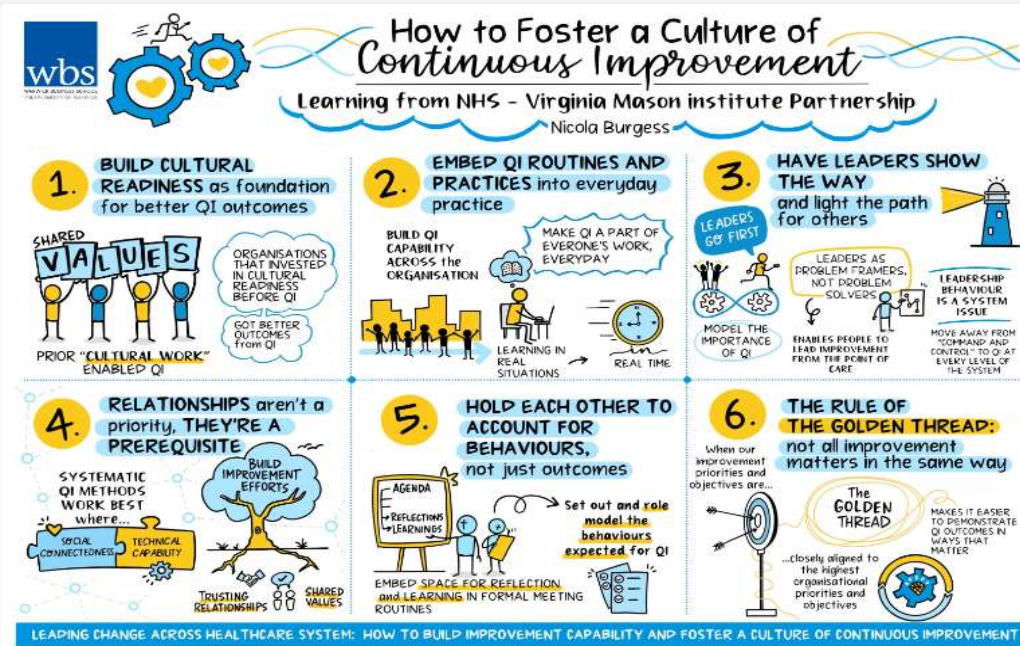 wbs
WARWICK BUSINESS SCHOOL
THE UNIVERSITY OF WARWICK
How to Foster a Culture of
Continuous Improvement
Learning from NHS - Virginia Mason institute Partnership
Nicola Burgess
1.
BUILD CULTURAL
READINESS as foundation
for better QI outcomes
SHARED
VALUES
ORGANISATIONS
THAT INVESTED
IN CULTURAL
READINESS
BEFORE QI
GOT BETTER
OUTCOMES
from QI
PRIOR "CULTURAL WORK"
ENABLED QI
2.
EMBED QI ROUTINES AND
PRACTICES into everyday
practice
BUILD QI
CAPABILITY
ACROSS the
ORGANISATION
MAKE QI A PART OF
EVERONE'S WORK,
EVERYDAY
LEARNING IN
REAL
SITUATIONS
in
REAL TIME
3.
HAVE LEADERS SHOW
THE WAY
and light the path
for others
LEADERS
GO FIRST
MODEL THE
IMPORTANCE
OF QI
LEADERS AS
PROBLEM FRAMERS,
NOT PROBLEM
SOLVERS
ENABLES PEOPLE TO
LEAD IMPROVEMENT
FROM THE POINT OF
CARE
LEADERSHIP
BEHAVIOUR
IS A SYSTEM
ISSUE
MOVE AWAY FROM
"COMMAND and
CONTROL" TO QI AT
EVERY LEVEL OF
THE SYSTEM
4.
RELATIONSHIPS aren't a
priority, THEY'RE A
PREREQUISITE
SYSTEMATIC
QI METHODS
WORK BEST
where...
SOCIAL
CONNECTEDNESS
TECHNICAL
CAPABILITY
BUILD
IMPROVEMENT
EFFORTS
TRUSTING
RELATIONSHIPS
SHARED
VALUES
5.
HOLD EACH OTHER TO
ACCOUNT FOR
BEHAVIOURS,
not just outcomes
AGENDA
REFLECTIONS
LEARNINGS
Set out and role
model the
behaviours
expected for QI
EMBED SPACE FOR REFLECTION
and LEARNING IN FORMAL MEETING
ROUTINES
6.
THE RULE OF
THE GOLDEN THREAD:
not all improvement
matters in the same way
When our
improvement
priorities and
objectives are...
...closely aligned to
the highest
organisational
priorities and
objectives
The
GOLDEN
THREAD
MAKES IT EASIER
TO DEMONSTRATE
QI OUTCOMES IN
WAYS THAT
MATTER
LEADING CHANGE ACROSS HEALTHCARE SYSTEM: HOW TO BUILD IMPROVEMENT CAPABILITY AND FOSTER A CULTURE OF CONTINUOUS IMPROVEMENT